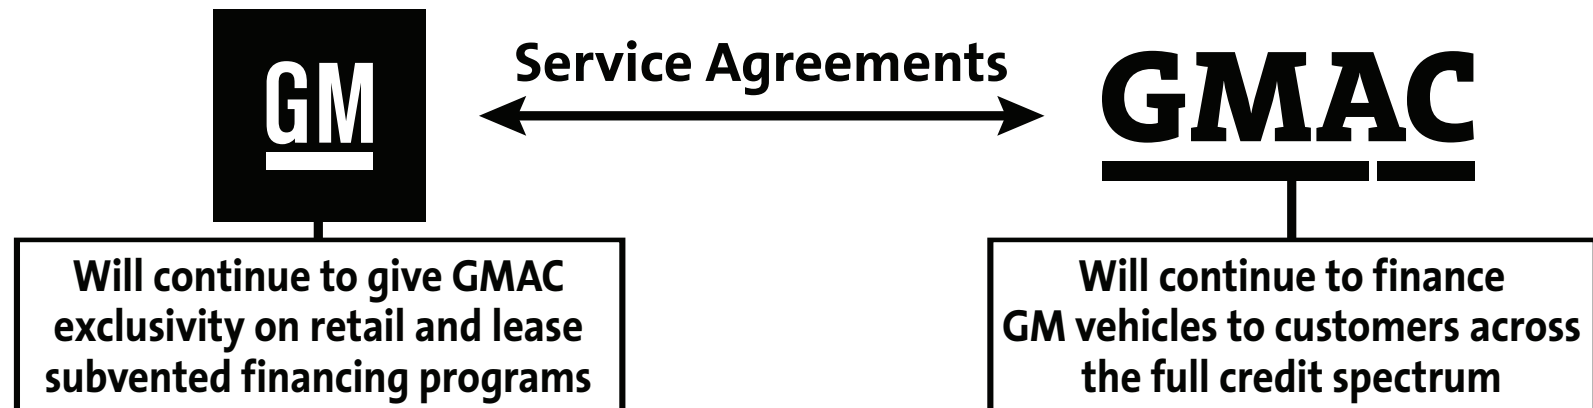 GM
Service Agreements
GMAC
Will continue to give GMAC
exclusivity on retail and lease
subvented financing programs
Will continue to finance
GM vehicles to customers across
the full credit spectrum